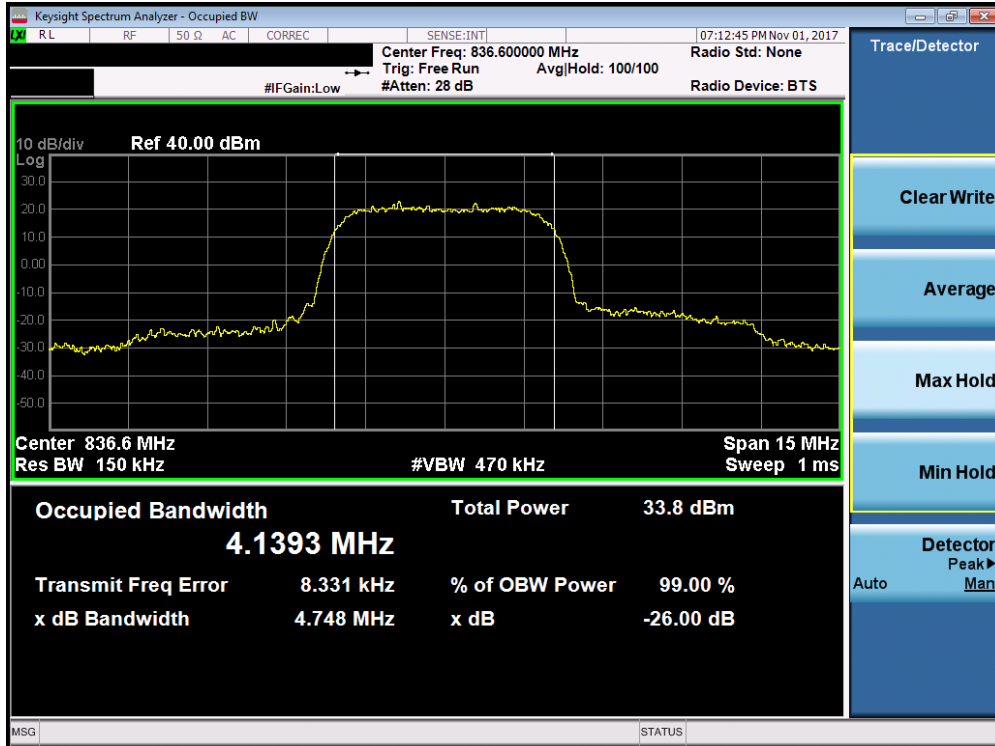 Keysight Spectrum Analyzer - Occupied BW
LXI RL RF 50 Ω AC CORREC SENSE:INT 07:12:45 PM Nov 01, 2017
Center Freq: 836.600000 MHz Radio Std: None
Trig: Free Run Avg|Hold: 100/100
#IFGain:Low #Atten: 28 dB Radio Device: BTS
10 dB/div Ref 40.00 dBm
Log
30.0
20.0
10.0
0.00
-10.0
-20.0
-30.0
-40.0
-50.0
Center 836.6 MHz Span 15 MHz
Res BW 150 kHz #VBW 470 kHz Sweep 1 ms
Occupied Bandwidth Total Power 33.8 dBm
4.1393 MHz
Transmit Freq Error 8.331 kHz % of OBW Power 99.00 %
x dB Bandwidth 4.748 MHz x dB -26.00 dB
MSG STATUS
Trace/Detector
Clear Write
Average
Max Hold
Min Hold
Detector
Peak▶
Auto Man